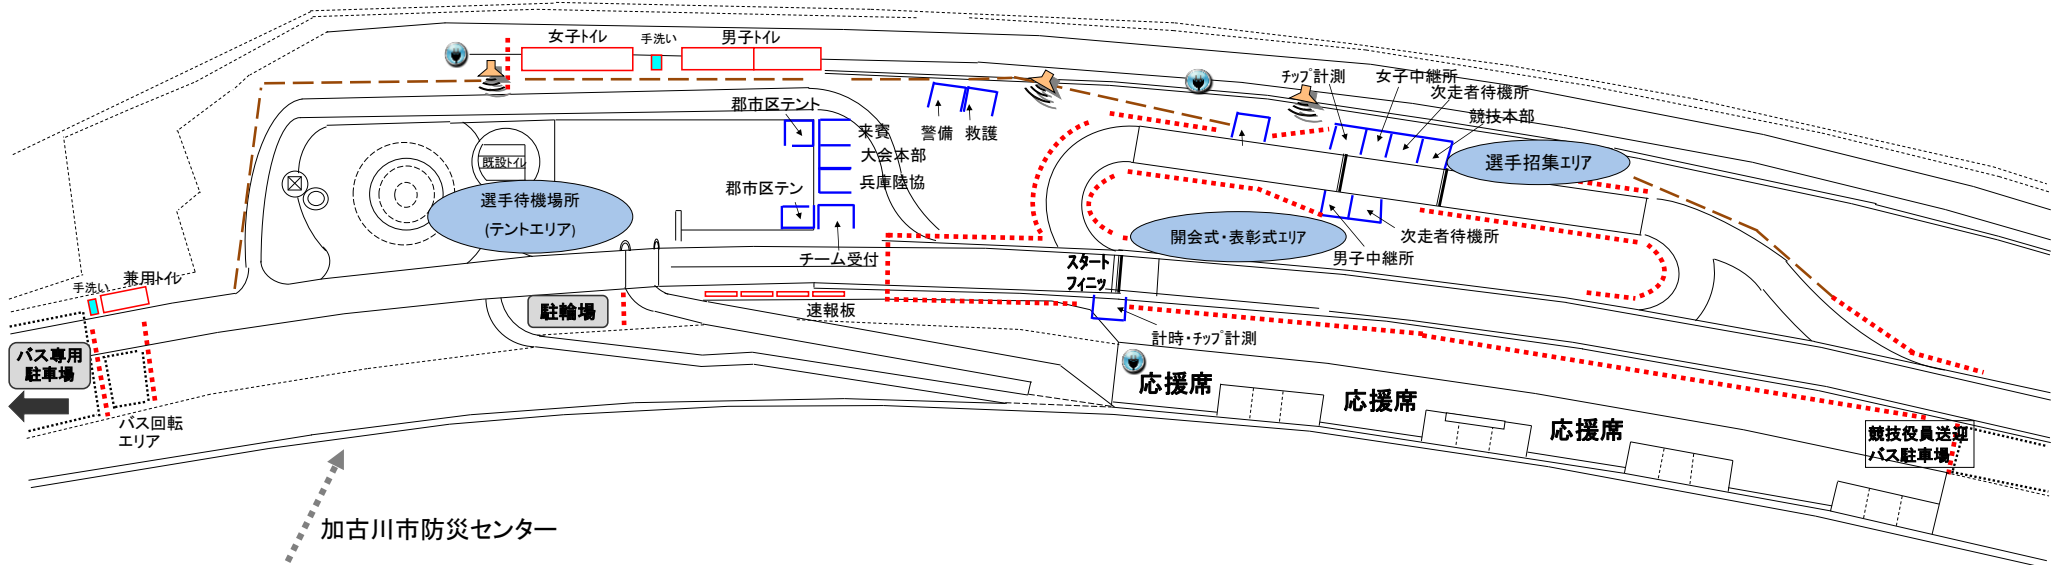 女子トイレ
手洗い
男子トイレ
チップ計測
女子中継所
次走者待機所
競技本部
郡市区テント
来賓
大会本部
兵庫陸協
警備
救護
既設トイレ
選手招集エリア
郡市区テン
選手待機場所
(テントエリア)
開会式・表彰式エリア
次走者待機所
男子中継所
チーム受付
スタート
フィニッ
兼用トイレ
手洗い
駐輪場
速報板
計時・チップ計測
バス専用
駐車場
応援席
応援席
応援席
バス回転
エリア
競技役員送迎
バス駐車場
加古川市防災センター